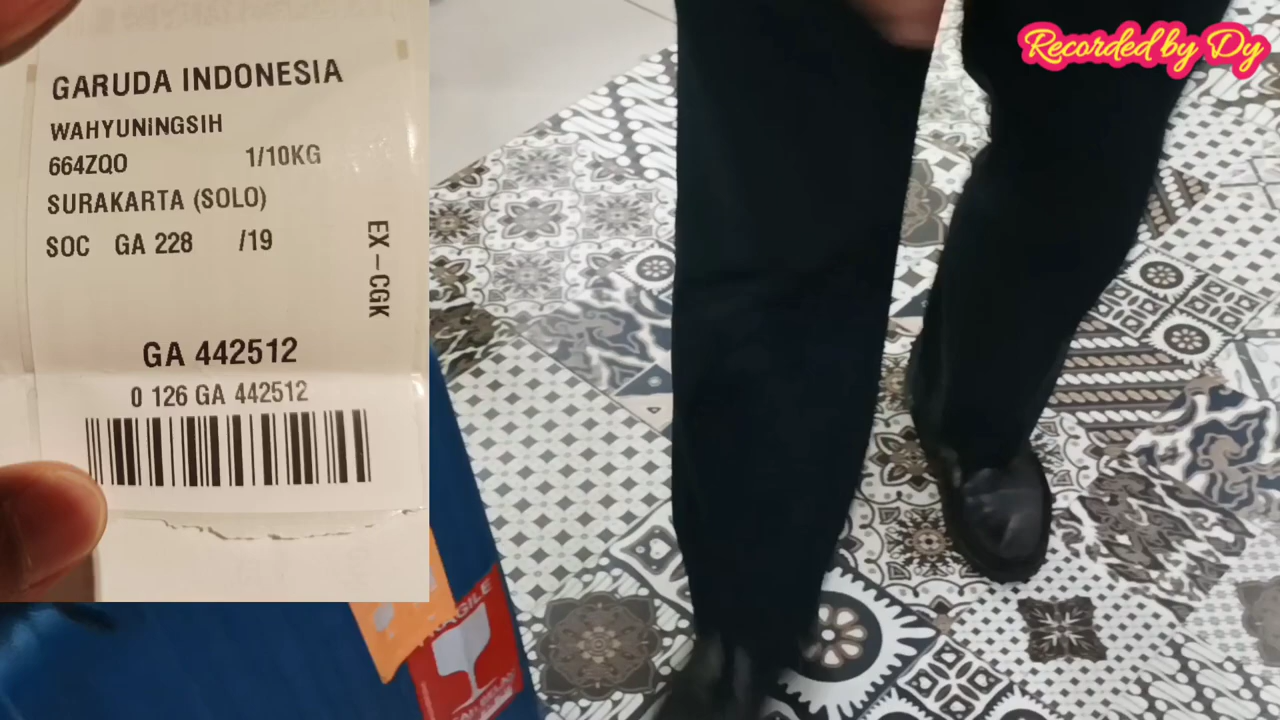 GARUDA INDONESIA
WAHYUNINGSIH
664ZQO 1/10KG
SURAKARTA (SOLO)
SOC GA 228 /19
EX-CGK
GA 442512
0 126 GA 442512
Recorded by Dy
FRAGILE